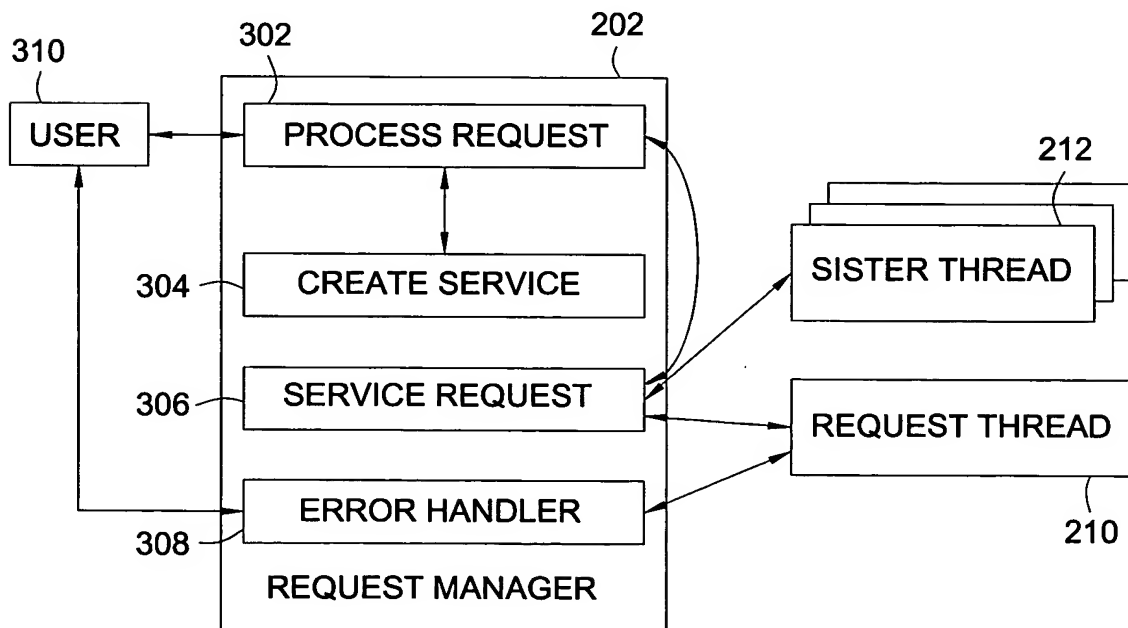 310
302
202
USER
PROCESS REQUEST
212
304
CREATE SERVICE
SISTER THREAD
306
SERVICE REQUEST
REQUEST THREAD
308
ERROR HANDLER
210
REQUEST MANAGER